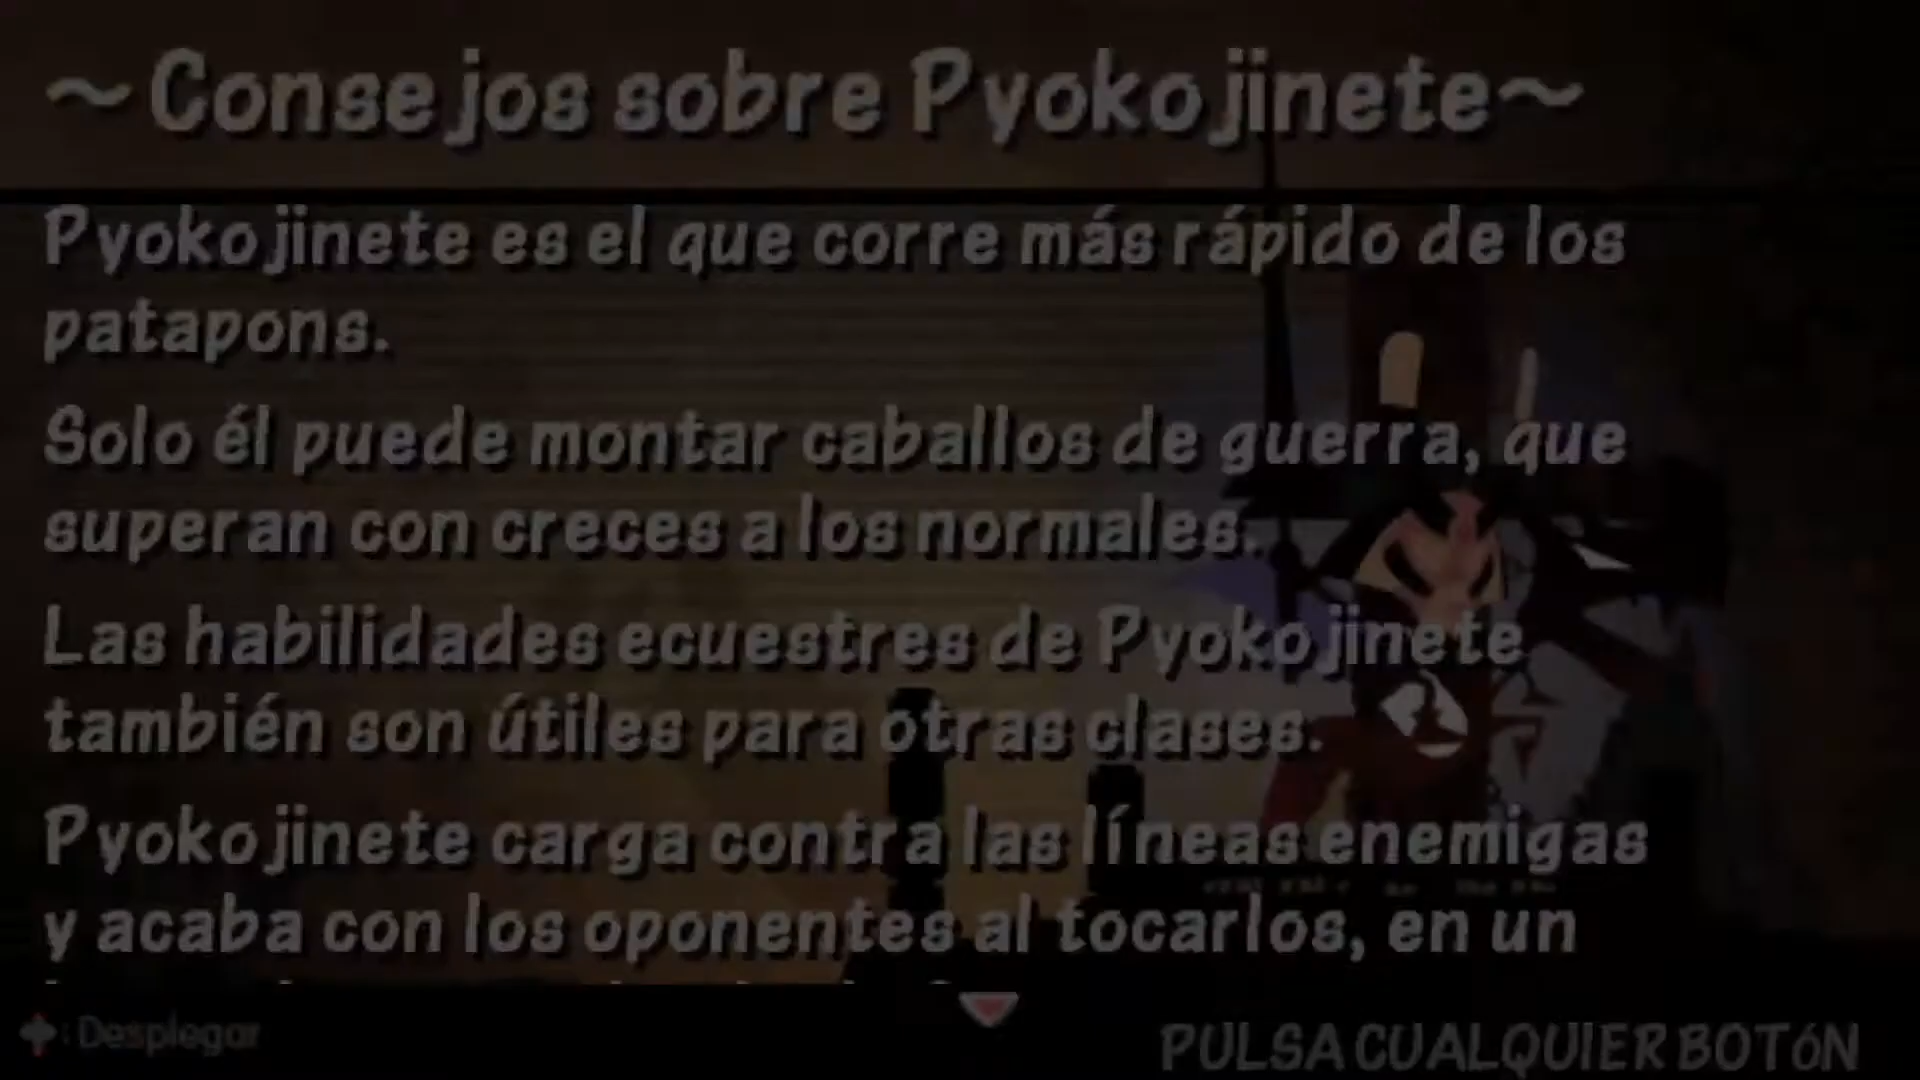 ~Consejos sobre Pyokojinete~
Pyokojinete es el que corre más rápido de los
patapons.
Solo él puede montar caballos de guerra, que
superan con creces a los normales.
Las habilidades ecuestres de Pyokojinete
también son útiles para otras clases.
Pyokojinete carga contra las líneas enemigas
y acaba con los oponentes al tocarlos, en un
: Desplegar
PULSA CUALQUIER BOTÓN